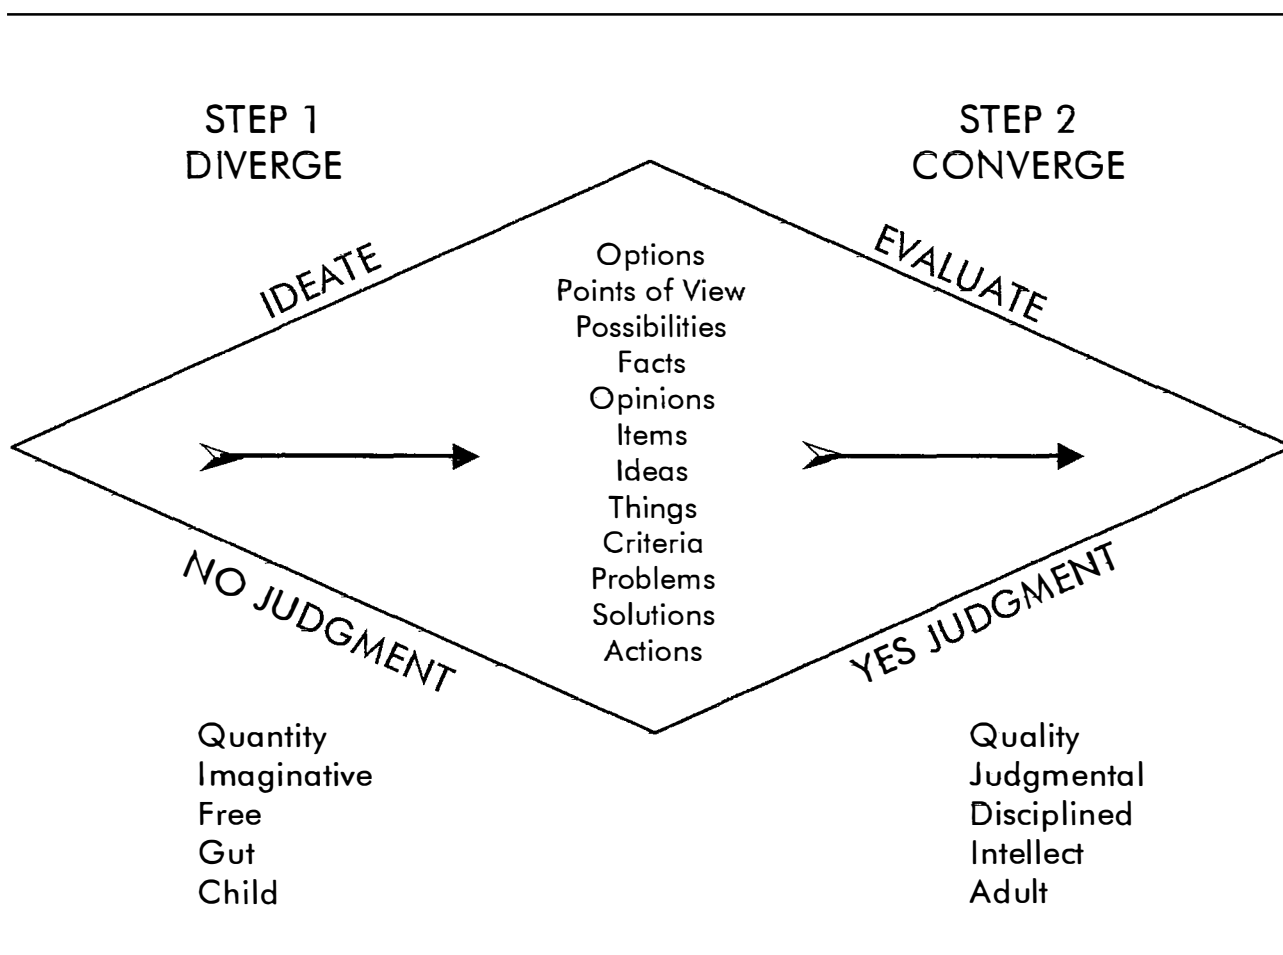 STEP 1
DIVERGE
STEP 2
CONVERGE
IDEATE
EVALUATE
Options
Points of View
Possibilities
Facts
Opinions
Items
Ideas
Things
Criteria
Problems
Solutions
Actions
NO JUDGMENT
YES JUDGMENT
Quantity
Imaginative
Free
Gut
Child
Quality
Judgmental
Disciplined
Intellect
Adult